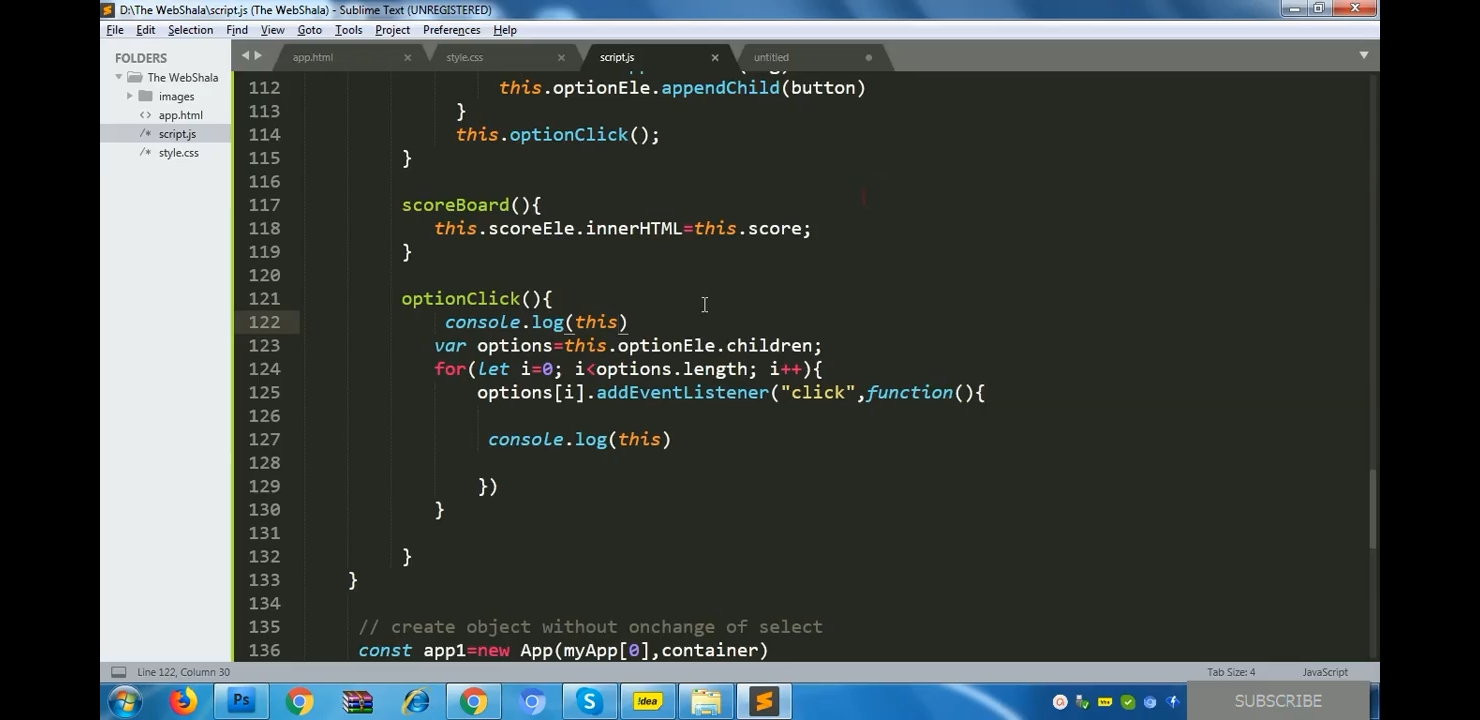 D:\The WebShala\script.js (The WebShala) - Sublime Text (UNREGISTERED)
File Edit Selection Find View Goto Tools Project Preferences Help
FOLDERS
The WebShala
images
<> app.html
/* script.js
/* style.css
app.html style.css script.js untitled
112 this.optionEle.appendChild(button)
113 }
114 this.optionClick();
115 }
116
117 scoreBoard(){
118 this.scoreEle.innerHTML=this.score;
119 }
120
121 optionClick(){
122 console.log(this)
123 var options=this.optionEle.children;
124 for(let i=0; i<options.length; i++){
125 options[i].addEventListener("click",function(){
126
127 console.log(this)
128
129 })
130 }
131
132 }
133 }
134
135 // create object without onchange of select
136 const app1=new App(myApp[0],container)
Line 122, Column 30
Tab Size: 4 JavaScript
Ps
!dea
SUBSCRIBE